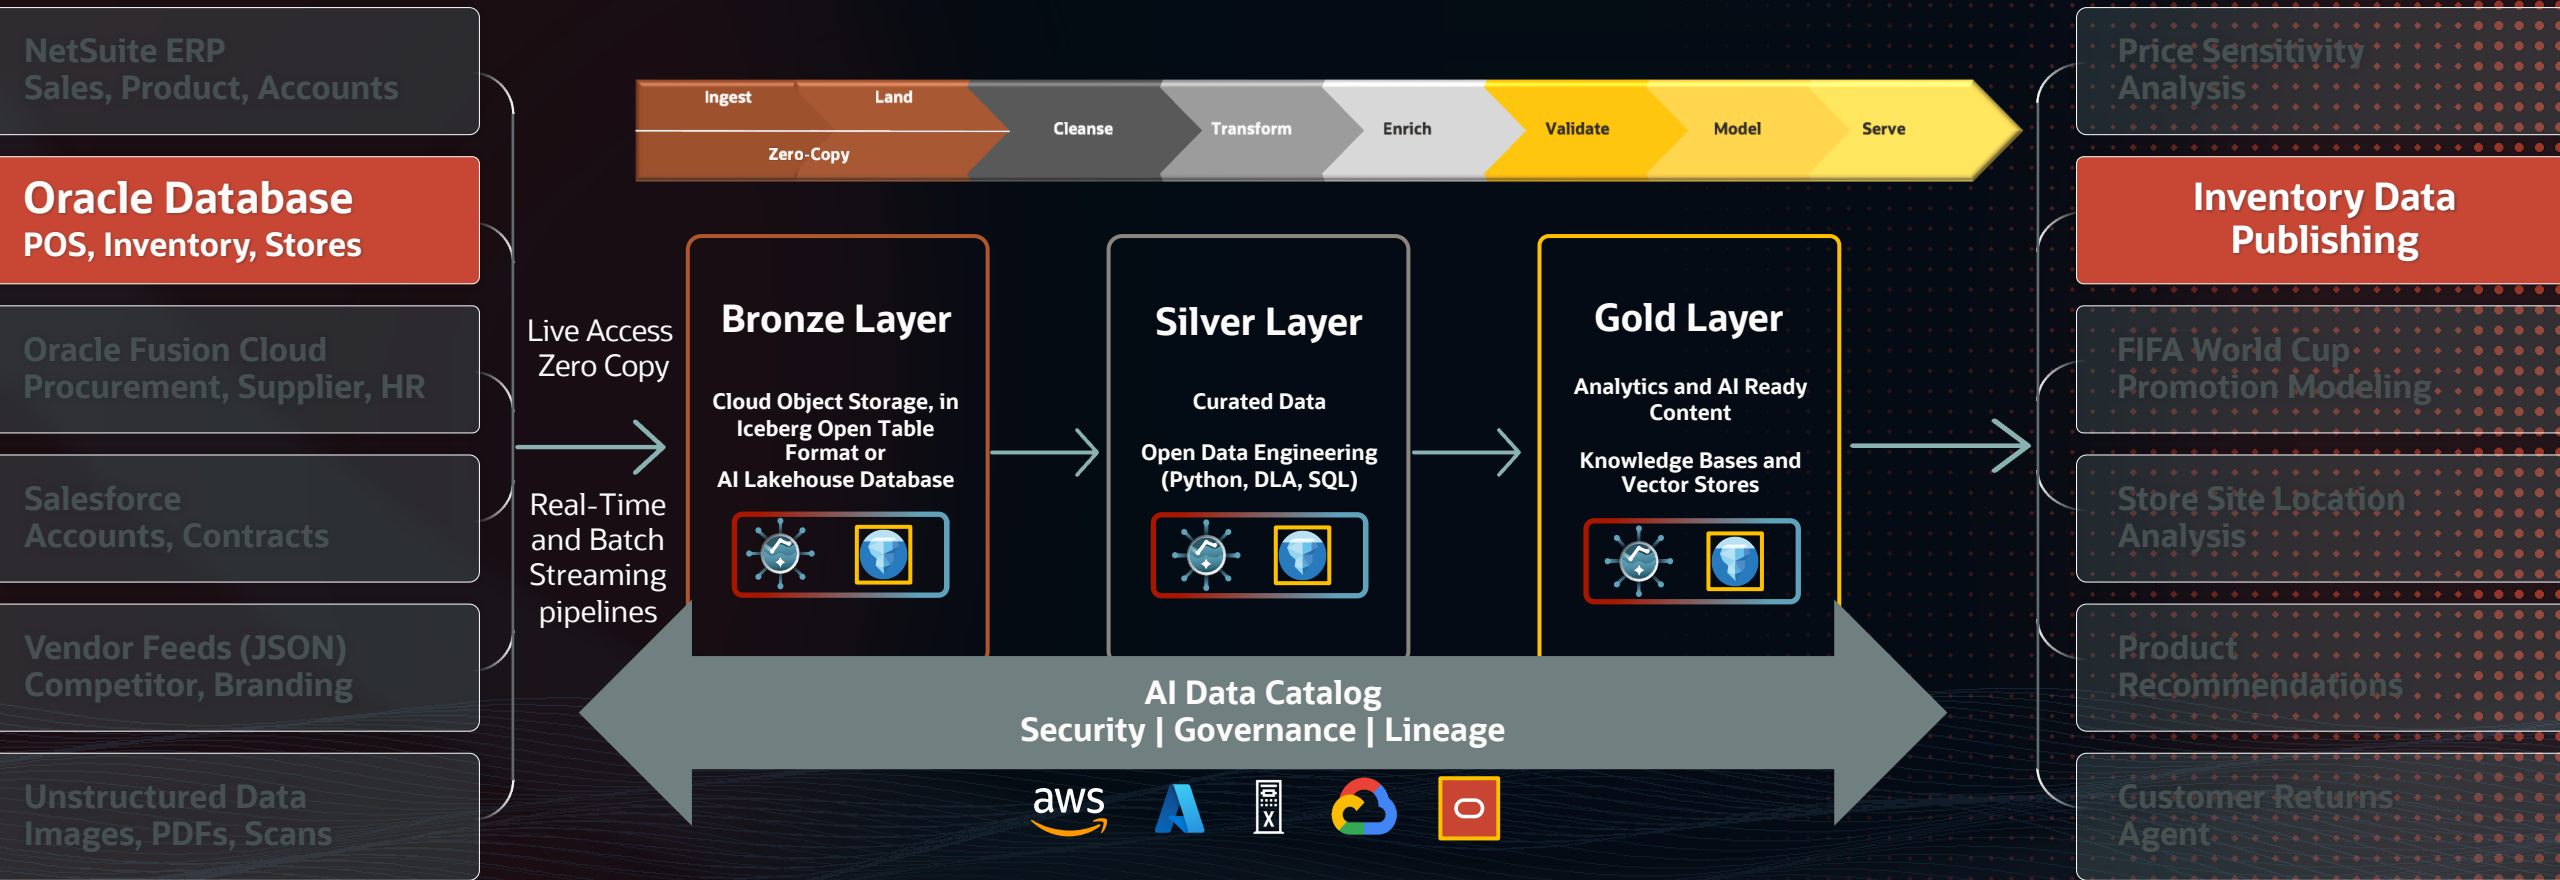 NetSuite ERP
Sales, Product, Accounts
Oracle Database
POS, Inventory, Stores
Oracle Fusion Cloud
Procurement, Supplier, HR
Salesforce
Accounts, Contracts
Vendor Feeds (JSON)
Competitor, Branding
Unstructured Data
Images, PDFs, Scans
Live Access
Zero Copy
Real-Time
and Batch
Streaming
pipelines
Ingest
Land
Zero-Copy
Cleanse
Transform
Enrich
Validate
Model
Serve
Bronze Layer
Cloud Object Storage, in
Iceberg Open Table
Format or
AI Lakehouse Database
Silver Layer
Curated Data
Open Data Engineering
(Python, DLA, SQL)
Gold Layer
Analytics and AI Ready
Content
Knowledge Bases and
Vector Stores
AI Data Catalog
Security | Governance | Lineage
aws
X
Price Sensitivity
Analysis
Inventory Data
Publishing
FIFA World Cup
Promotion Modeling
Store Site Location
Analysis
Product
Recommendations
Customer Returns
Agent